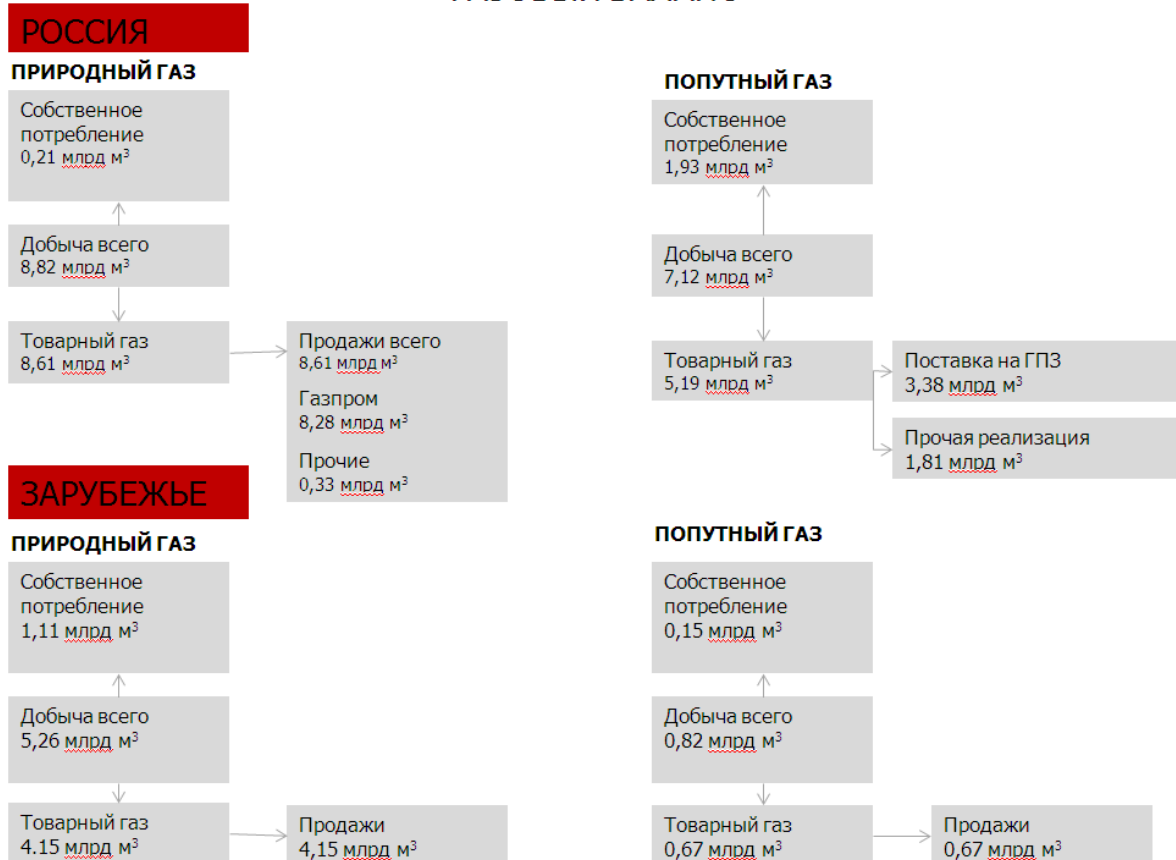 РОССИЯ
ПРИРОДНЫЙ ГАЗ
Собственное
потребление
0,21 млрд м³
Добыча всего
8,82 млрд м³
Товарный газ
8,61 млрд м³
Продажи всего
8,61 млрд м³
Газпром
8,28 млрд м³
Прочие
0,33 млрд м³
ПОПУТНЫЙ ГАЗ
Собственное
потребление
1,93 млрд м³
Добыча всего
7,12 млрд м³
Товарный газ
5,19 млрд м³
Поставка на ГПЗ
3,38 млрд м³
Прочая реализация
1,81 млрд м³
ЗАРУБЕЖЬЕ
ПРИРОДНЫЙ ГАЗ
Собственное
потребление
1,11 млрд м³
Добыча всего
5,26 млрд м³
Товарный газ
4.15 млрд м³
Продажи
4,15 млрд м³
ПОПУТНЫЙ ГАЗ
Собственное
потребление
0,15 млрд м³
Добыча всего
0,82 млрд м³
Товарный газ
0,67 млрд м³
Продажи
0,67 млрд м³